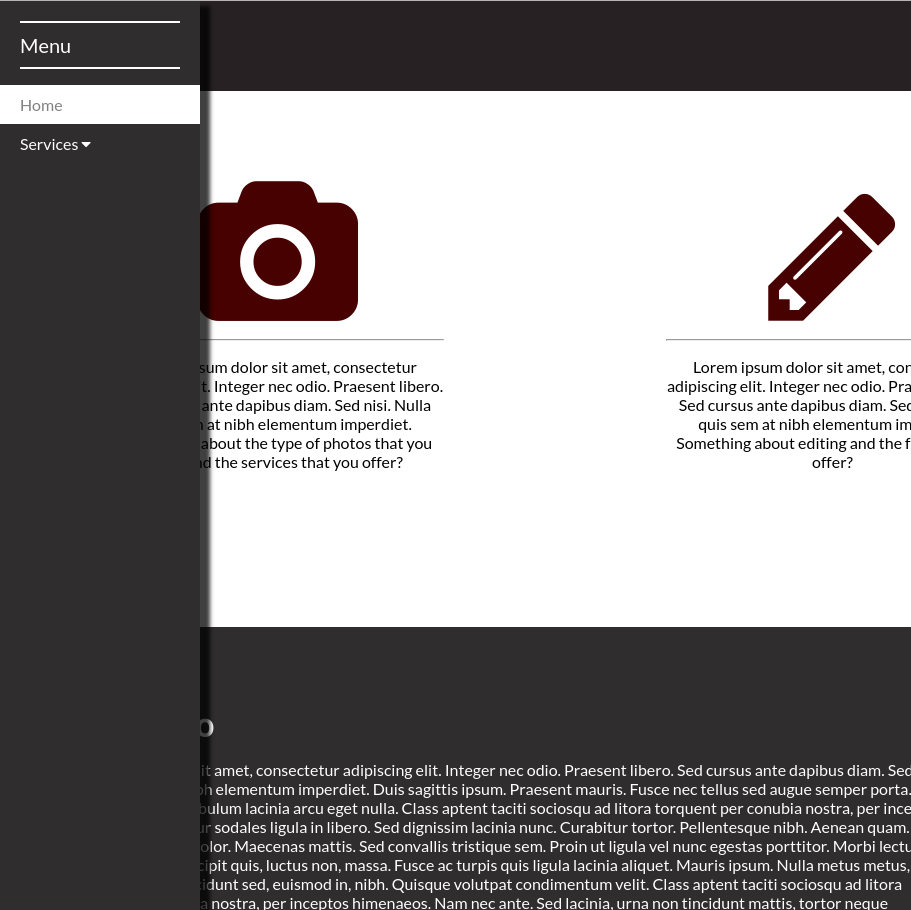 Menu
Home
Services
sum dolor sit amet, consectetur
t. Integer nec odio. Praesent libero.
ante dapibus diam. Sed nisi. Nulla
at nibh elementum imperdiet.
about the type of photos that you
nd the services that you offer?
Lorem ipsum dolor sit amet, con
adipiscing elit. Integer nec odio. Pra
Sed cursus ante dapibus diam. Sed
quis sem at nibh elementum im
Something about editing and the f
offer?
o
it amet, consectetur adipiscing elit. Integer nec odio. Praesent libero. Sed cursus ante dapibus diam. Sed
bh elementum imperdiet. Duis sagittis ipsum. Praesent mauris. Fusce nec tellus sed augue semper porta.
bulum lacinia arcu eget nulla. Class aptent taciti sociosqu ad litora torquent per conubia nostra, per ince
ur sodales ligula in libero. Sed dignissim lacinia nunc. Curabitur tortor. Pellentesque nibh. Aenean quam.
olor. Maecenas mattis. Sed convallis tristique sem. Proin ut ligula vel nunc egestas porttitor. Morbi lectu
cipit quis, luctus non, massa. Fusce ac turpis quis ligula lacinia aliquet. Mauris ipsum. Nulla metus metus,
cidunt sed, euismod in, nibh. Quisque volutpat condimentum velit. Class aptent taciti sociosqu ad litora
a nostra, per inceptos himenaeos. Nam nec ante. Sed lacinia, urna non tincidunt mattis, tortor neque